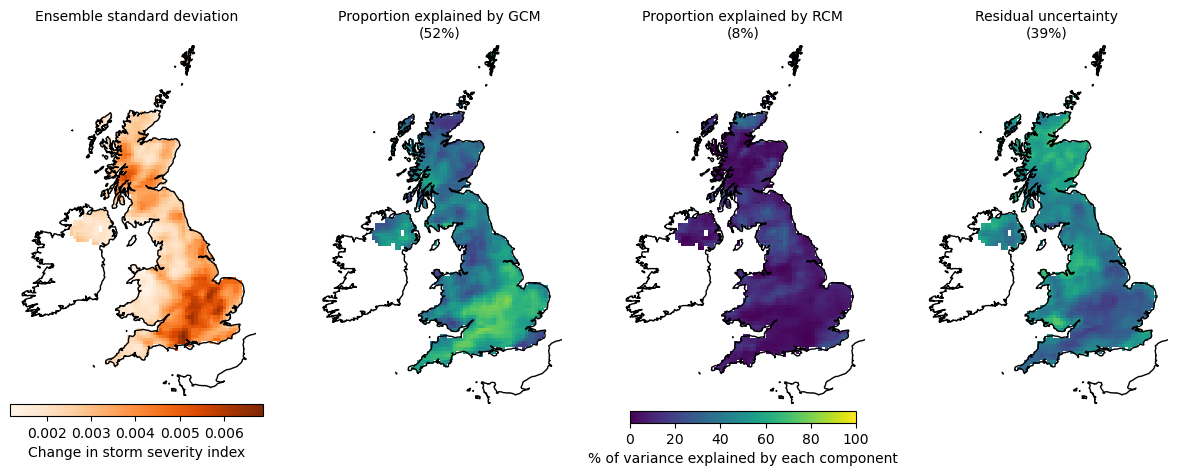 Ensemble standard deviation
Proportion explained by GCM
(52%)
Proportion explained by RCM
(8%)
Residual uncertainty
(39%)
0.002 0.003 0.004 0.005 0.006
Change in storm severity index
0 20 40 60 80 100
% of variance explained by each component